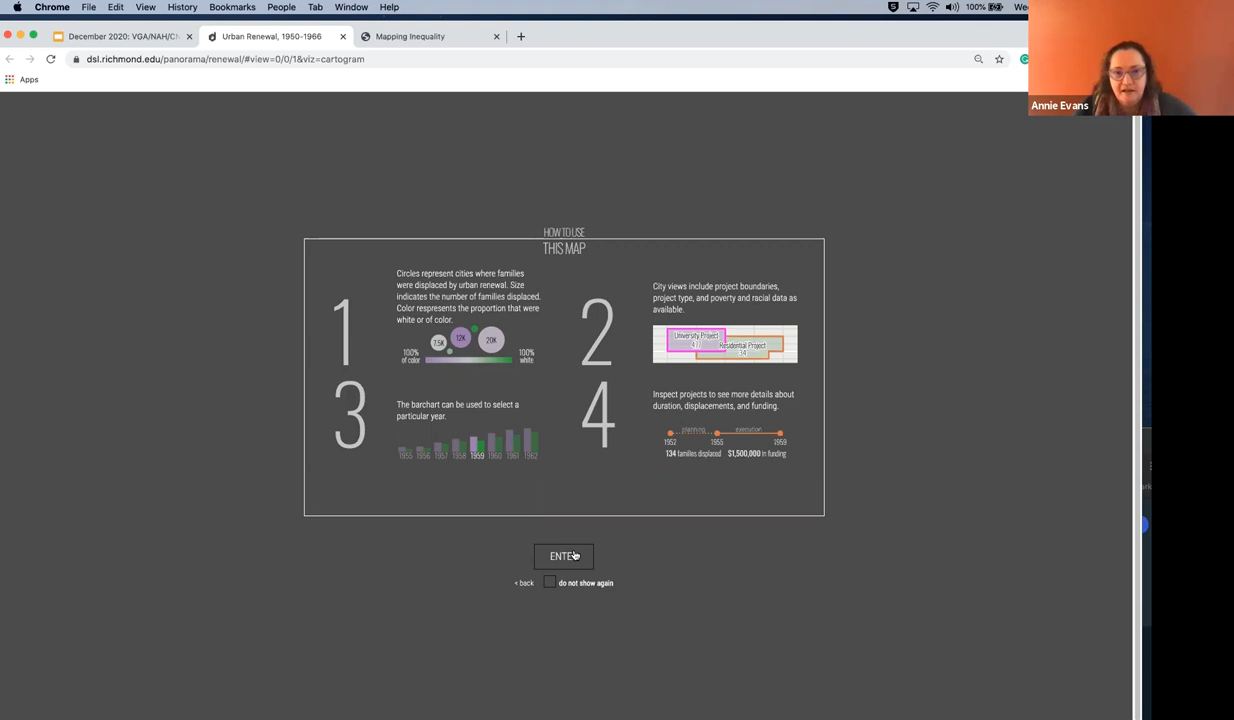 Chrome File Edit View History Bookmarks People Tab Window Help 100% We
December 2020: VGA/NAH/CN
Urban Renewal, 1950-1966
Mapping Inequality
dsl.richmond.edu/panorama/renewal/#view=0/0/1&viz=cartogram
Apps
Annie Evans
HOW TO USE
THIS MAP
1
Circles represent cities where families
were displaced by urban renewal. Size
indicates the number of families displaced.
Color respresents the proportion that were
white or of color.
7.5K 12K 20K
100%
of color
100%
white
2
City views include project boundaries,
project type, and poverty and racial data as
available.
University Project
Residential Project
34
3
The barchart can be used to select a
particular year.
1955 1956 1957 1958 1959 1960 1961 1962
4
Inspect projects to see more details about
duration, displacements, and funding.
planning execution
1952 1955 1959
134 families displaced $1,500,000 in funding
ENTE
< back do not show again